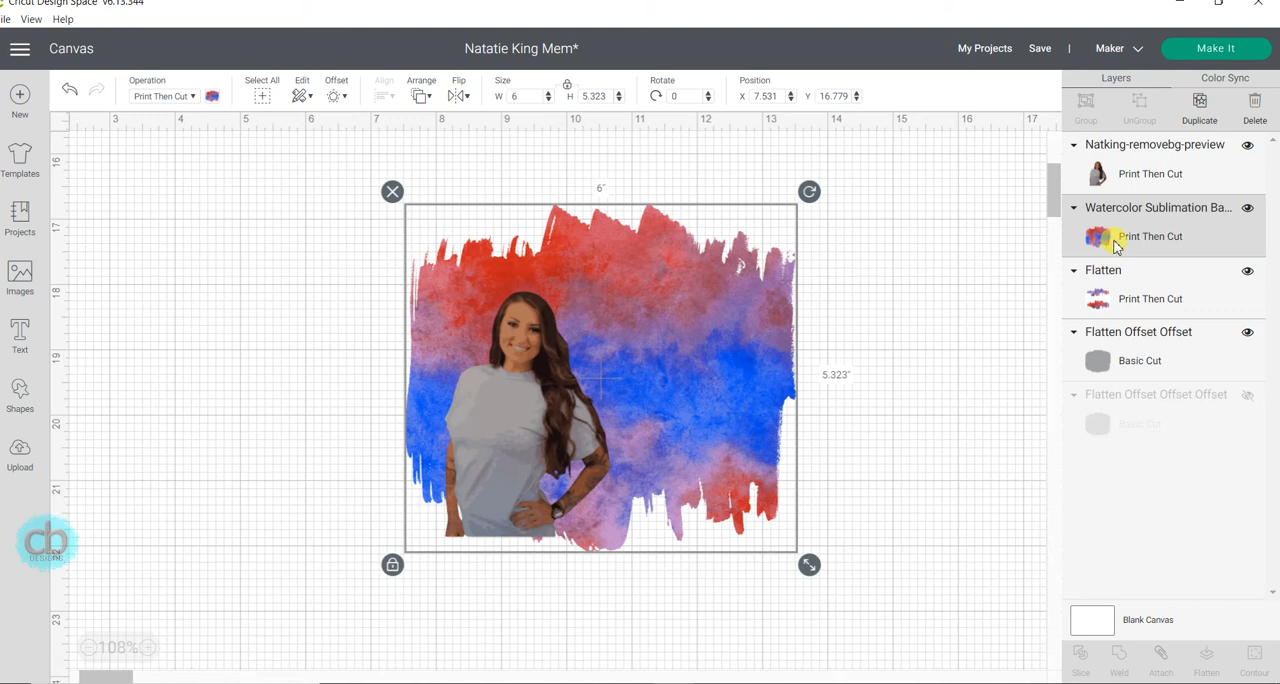 Cricut Design Space v6.13.344
ile View Help
Canvas
Natatie King Mem*
My Projects Save | Maker Make It
Operation
Print Then Cut
Select All Edit Offset Align Arrange Flip
Size
W 6 H 5.323
Rotate
0
Position
X 7.531 Y 16.779
Layers Color Sync
Group UnGroup Duplicate Delete
3 4 5 6 7 8 9 10 11 12 13 14 15 16 17
16
17
18
19
20
21
23
New
Templates
Projects
Images
Text
Shapes
Upload
6"
5.323"
Natking-removebg-preview
Print Then Cut
Watercolor Sublimation Ba...
Print Then Cut
Flatten
Print Then Cut
Flatten Offset Offset
Basic Cut
Flatten Offset Offset Offset
Basic Cut
cb
DESIGNZ
108%
Blank Canvas
Slice Weld Attach Flatten Contour